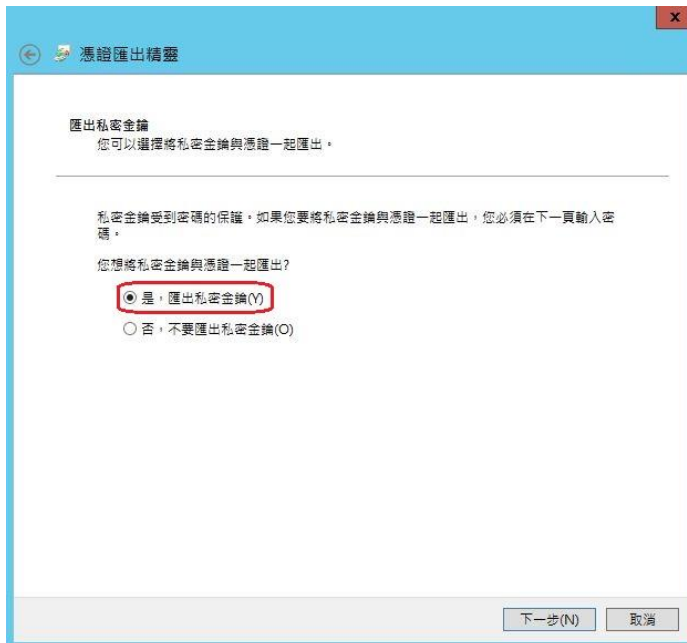 x
憑證匯出精靈
匯出私密金鑰
您可以選擇將私密金鑰與憑證一起匯出。
私密金鑰受到密碼的保護。如果您要將私密金鑰與憑證一起匯出，您必須在下一頁輸入密
碼。
您想將私密金鑰與憑證一起匯出?
是，匯出私密金鑰(Y)
否，不要匯出私密金鑰(O)
下一步(N) 取消